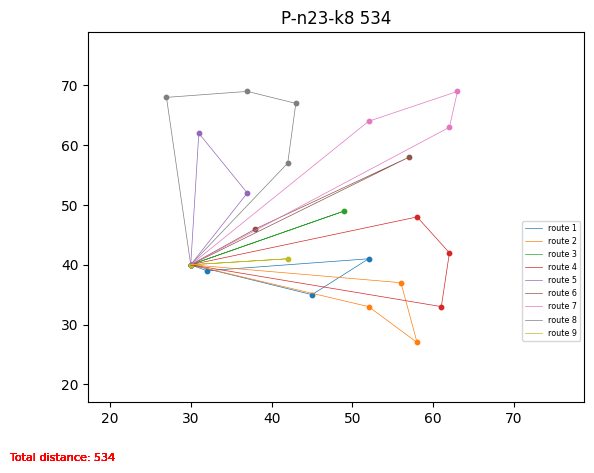 P-n23-k8 534
70
60
50
40
30
20
20 30 40 50 60 70
route 1
route 2
route 3
route 4
route 5
route 6
route 7
route 8
route 9
Total distance: 534